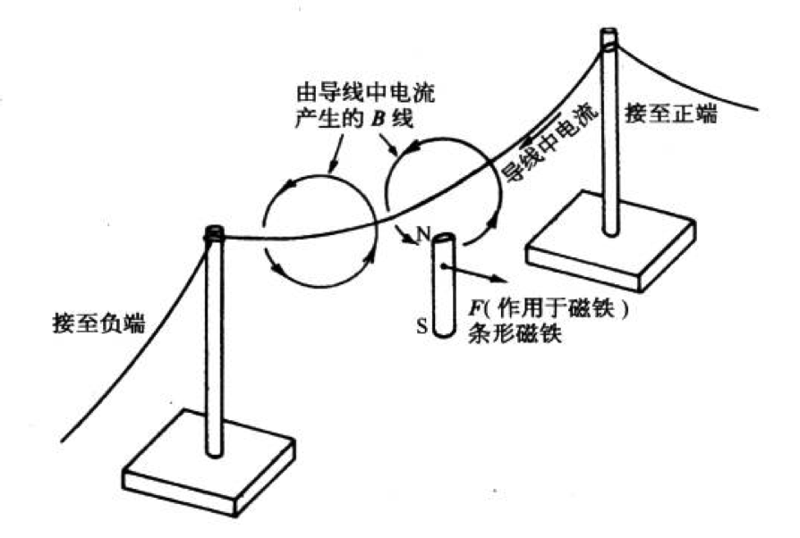 由导线中电流
产生的 B 线
导线中电流
接至正端
N
F( 作用于磁铁 )
条形磁铁
S
接至负端